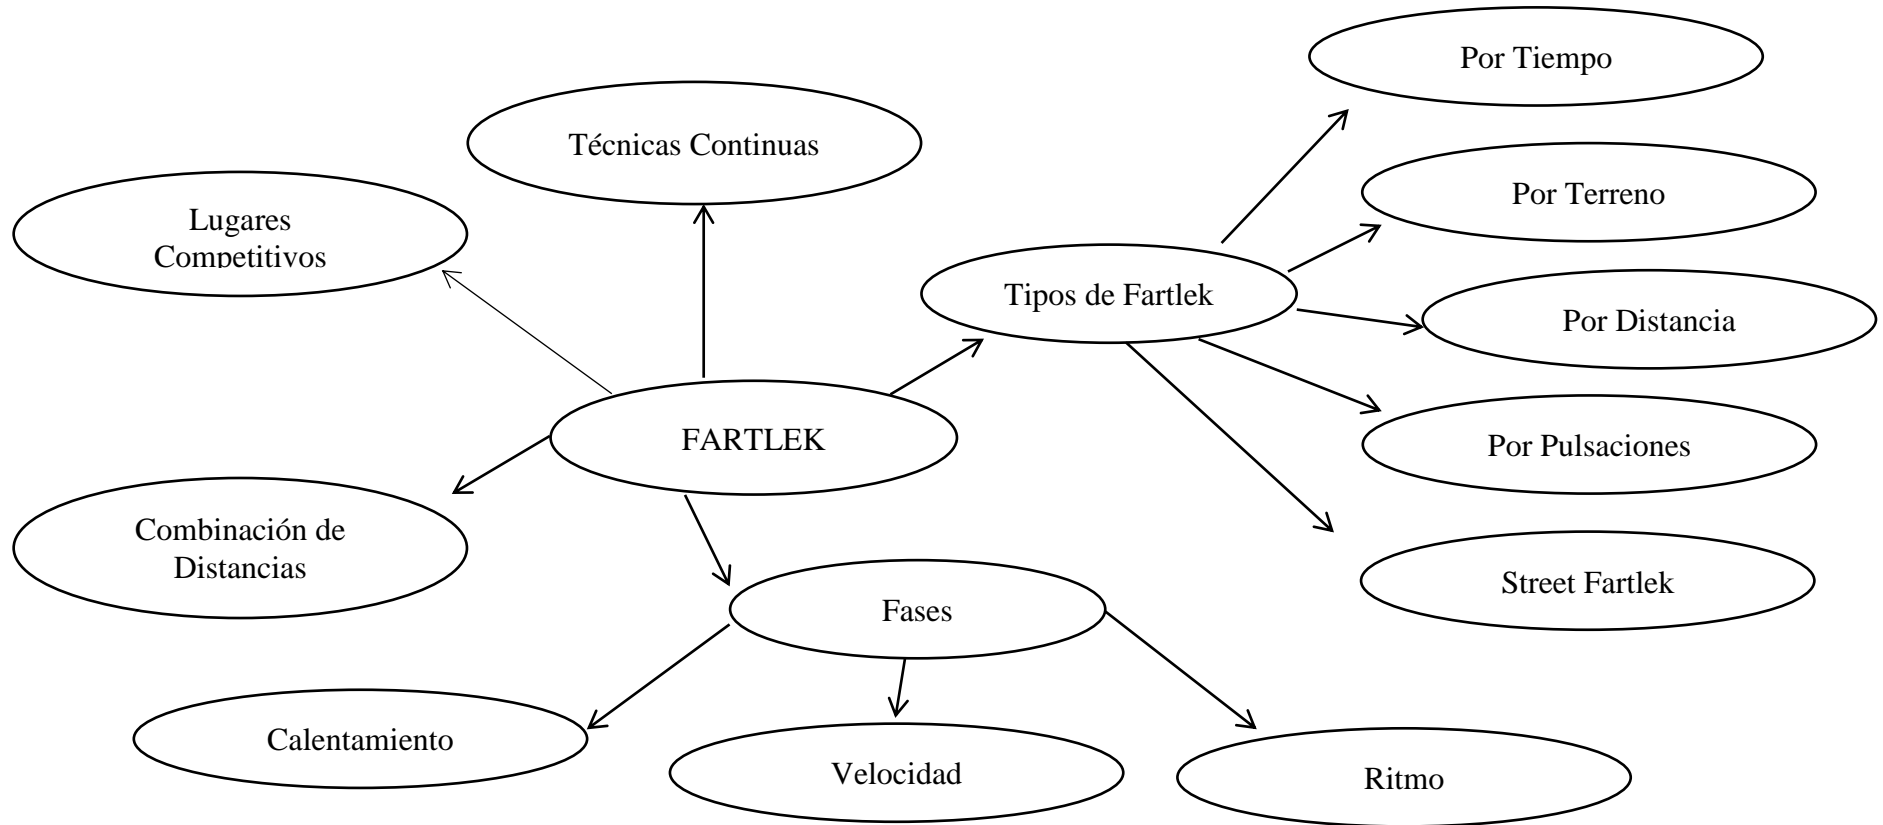 Por Tiempo
Técnicas Continuas
Por Terreno
Lugares
Competitivos
Tipos de Fartlek
Por Distancia
FARTLEK
Por Pulsaciones
Combinación de
Distancias
Street Fartlek
Fases
Calentamiento
Velocidad
Ritmo